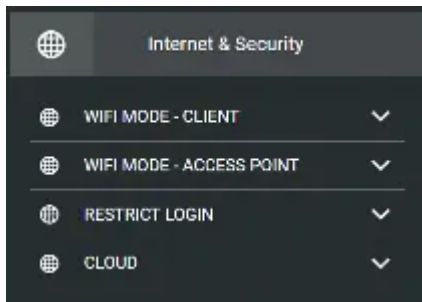 Internet & Security
WIFI MODE - CLIENT
WIFI MODE - ACCESS POINT
RESTRICT LOGIN
CLOUD